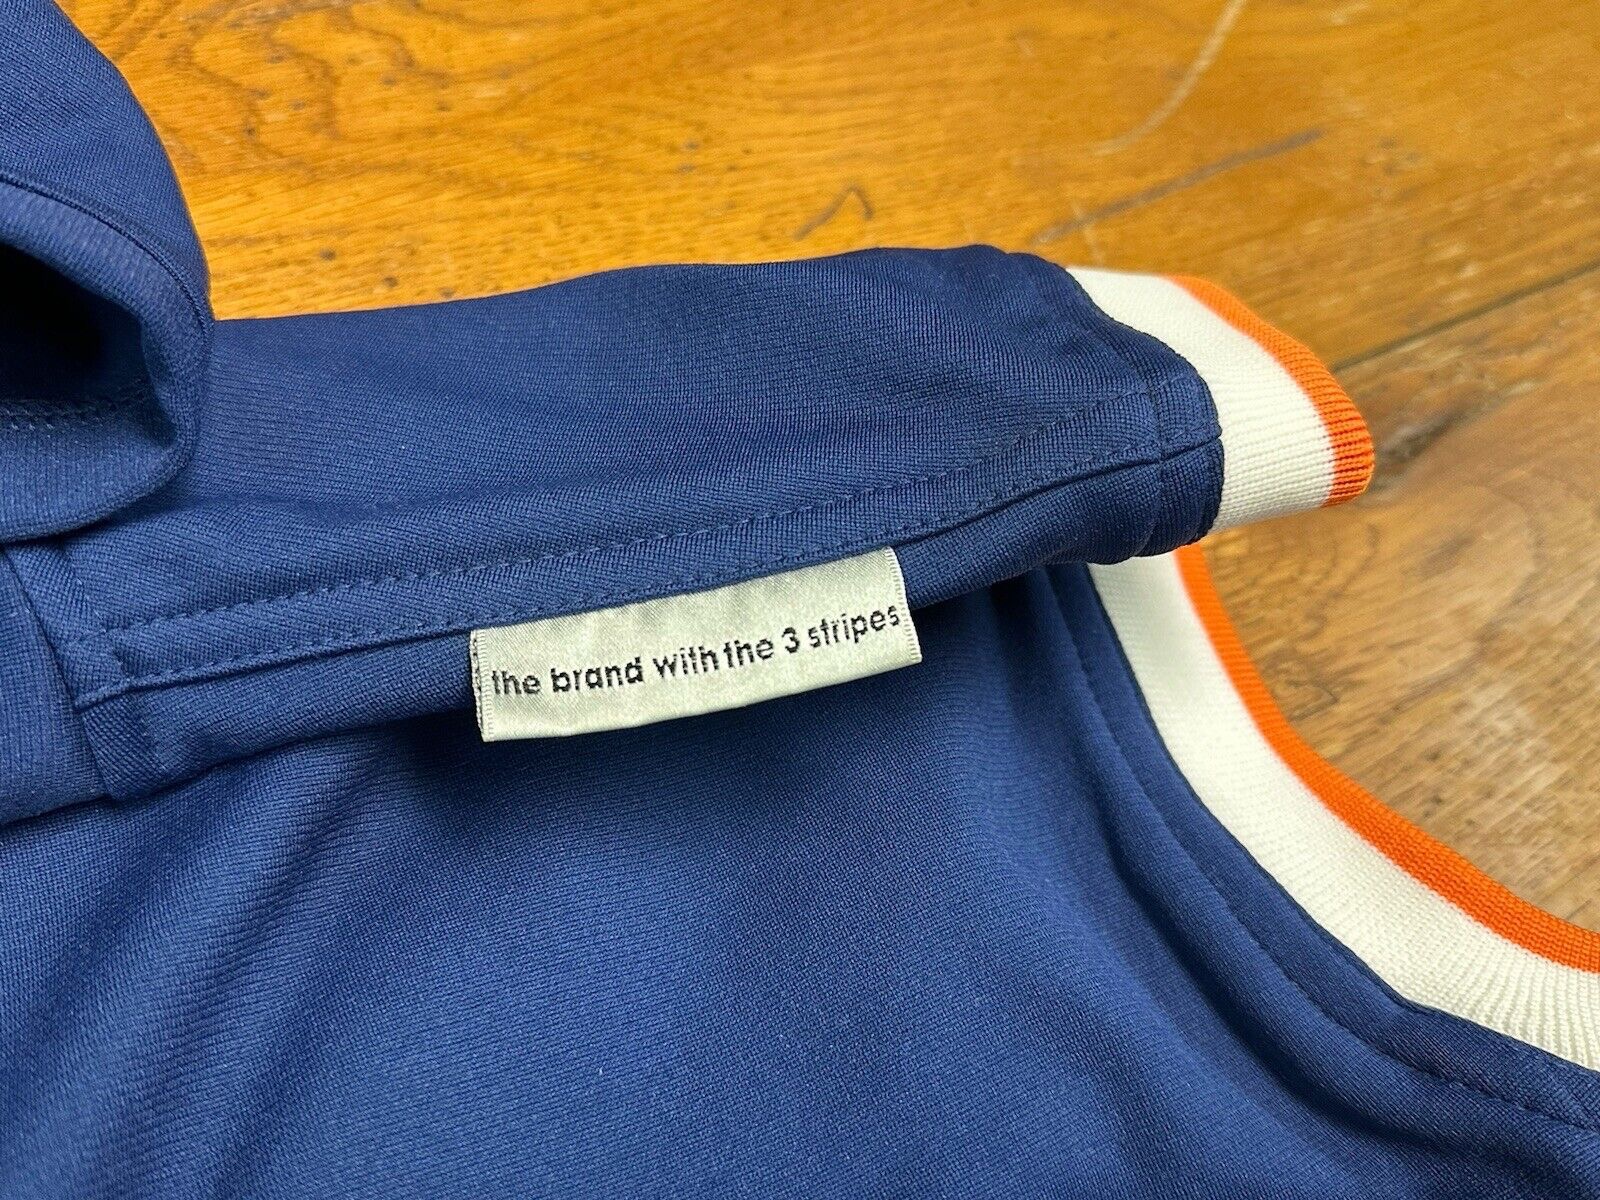 the brand with the 3 stripes